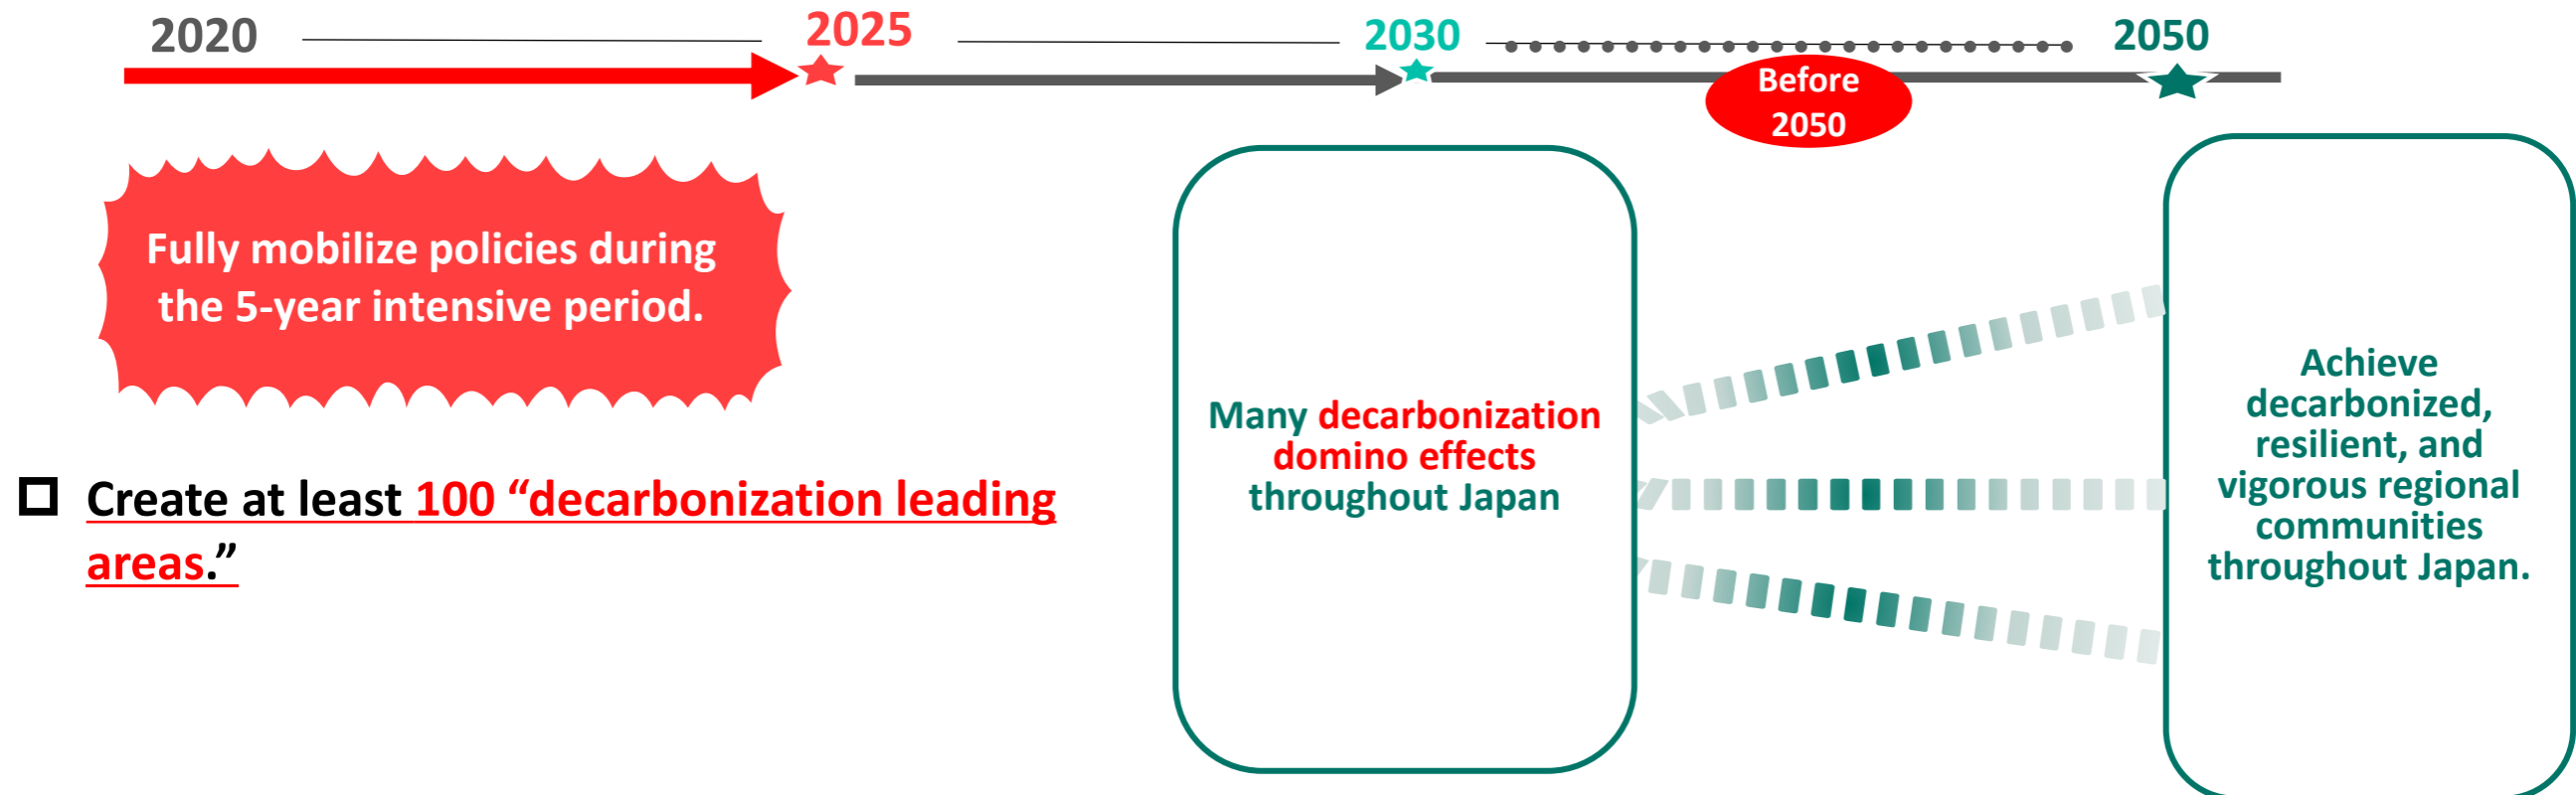 2020
2025
2030
2050
Before
2050
Fully mobilize policies during
the 5-year intensive period.
Create at least 100 “decarbonization leading
areas.”
Many decarbonization
domino effects
throughout Japan
Achieve
decarbonized,
resilient, and
vigorous regional
communities
throughout Japan.